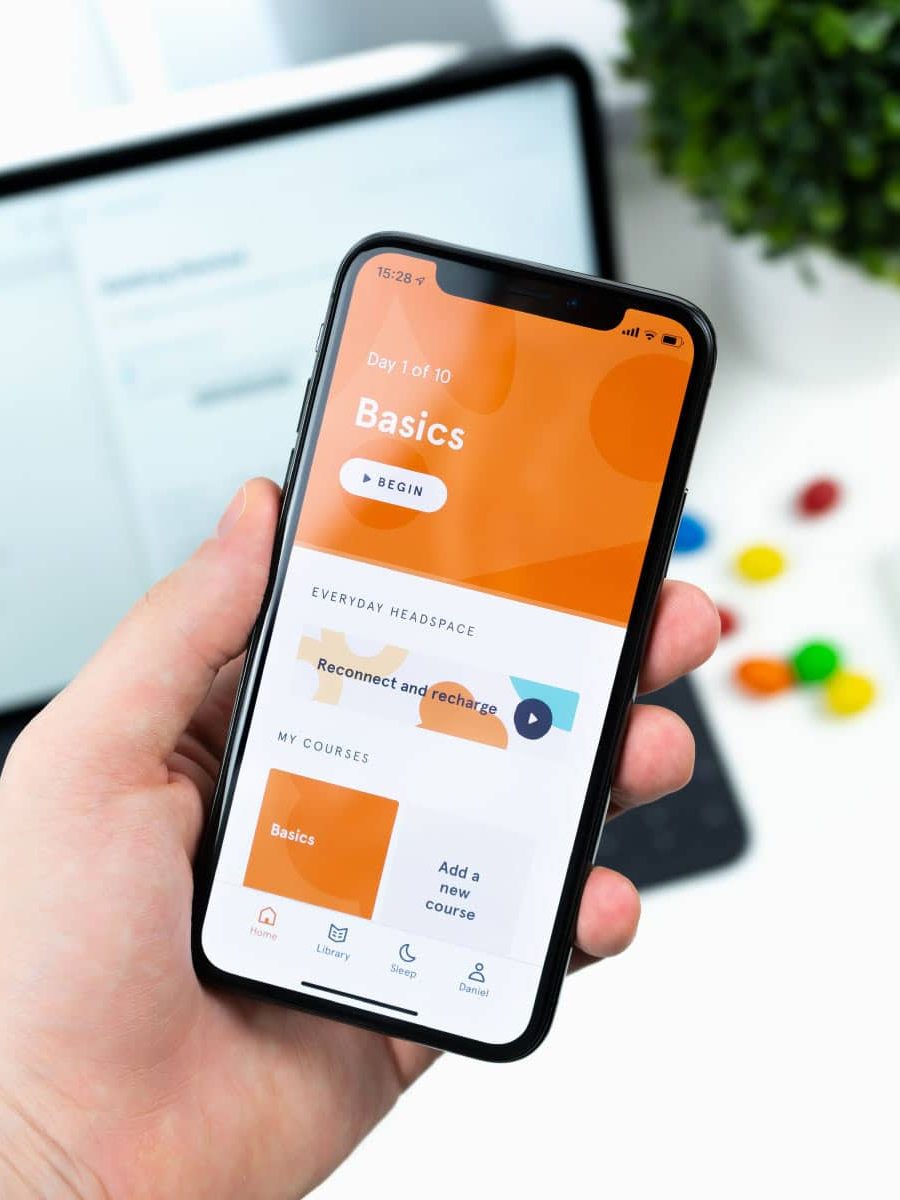 15:28
Day 1 of 10
Basics
BEGIN
EVERYDAY HEADSPACE
Reconnect and recharge
MY COURSES
Basics
Add a
new
course
Home
Library
Sleep
Daniel